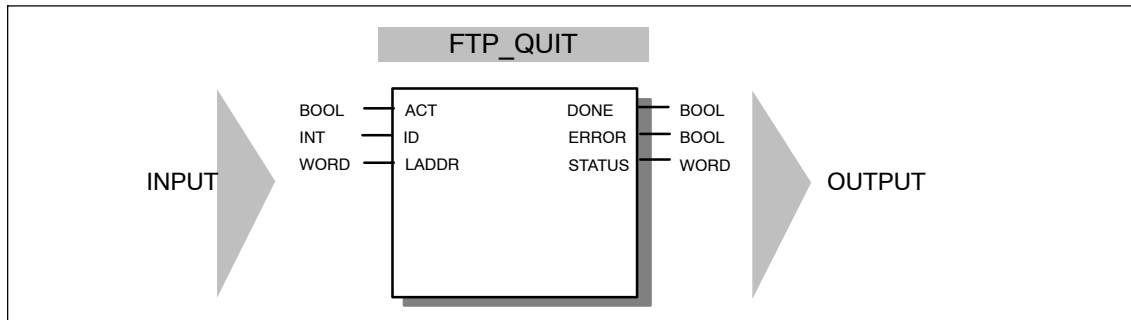 FTP_QUIT
BOOL ACT DONE BOOL
INT ID ERROR BOOL
WORD LADDR STATUS WORD
INPUT OUTPUT